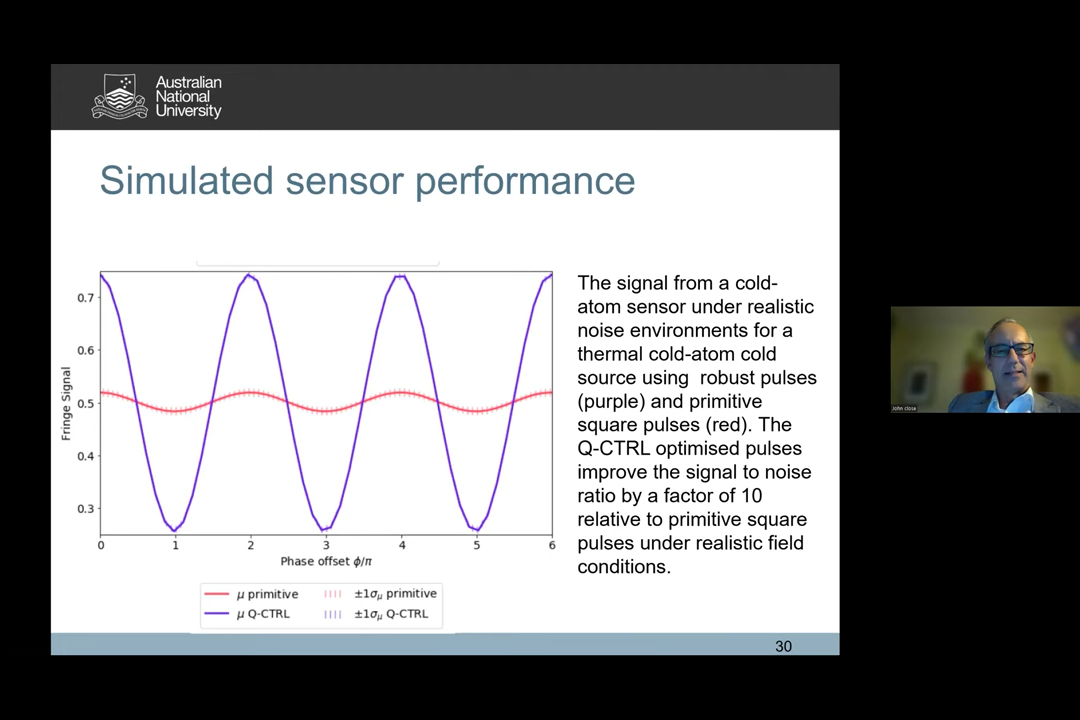 Australian
National
University
Simulated sensor performance
0.7
0.6
0.5
0.4
0.3
Fringe Signal
0 1 2 3 4 5 6
Phase offset ϕ/π
μ primitive
±1σμ primitive
μ Q-CTRL
±1σμ Q-CTRL
The signal from a cold-
atom sensor under realistic
noise environments for a
thermal cold-atom cold
source using robust pulses
(purple) and primitive
square pulses (red). The
Q-CTRL optimised pulses
improve the signal to noise
ratio by a factor of 10
relative to primitive square
pulses under realistic field
conditions.
30
John close